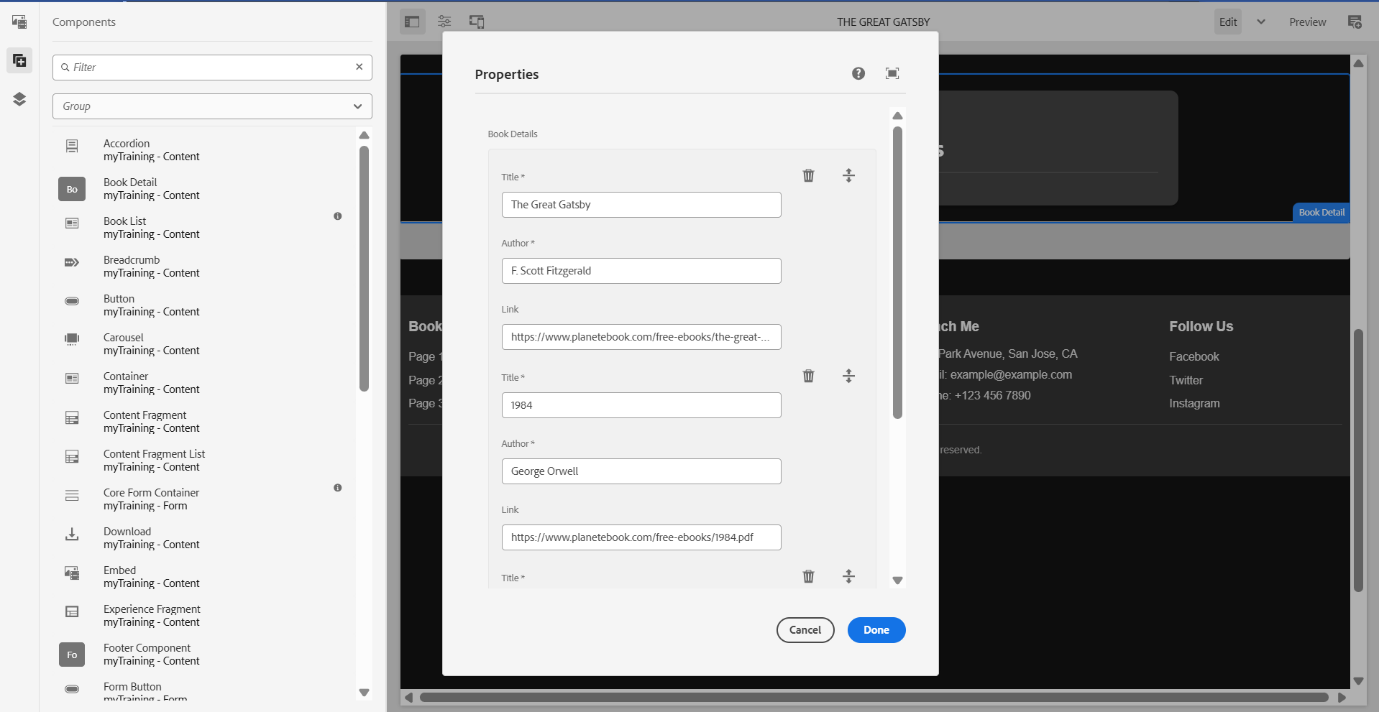 Components
THE GREAT GATSBY
Edit
Preview
Filter
Group
Accordion
myTraining - Content
Bo
Book Detail
myTraining - Content
Book List
myTraining - Content
Breadcrumb
myTraining - Content
Button
myTraining - Content
Carousel
myTraining - Content
Container
myTraining - Content
Content Fragment
myTraining - Content
Content Fragment List
myTraining - Content
Core Form Container
myTraining - Form
Download
myTraining - Content
Embed
myTraining - Content
Experience Fragment
myTraining - Content
Fo
Footer Component
myTraining - Content
Form Button
myTraining - Form
Properties
Book Details
Title *
The Great Gatsby
Author *
F. Scott Fitzgerald
Link
https://www.planetebook.com/free-ebooks/the-great-...
Title *
1984
Author *
George Orwell
Link
https://www.planetebook.com/free-ebooks/1984.pdf
Title *
Cancel
Done
Book Detail
Book
Page 1
Page 2
Page 3
ch Me
Park Avenue, San Jose, CA
il: example@example.com
ne: +123 456 7890
reserved.
Follow Us
Facebook
Twitter
Instagram